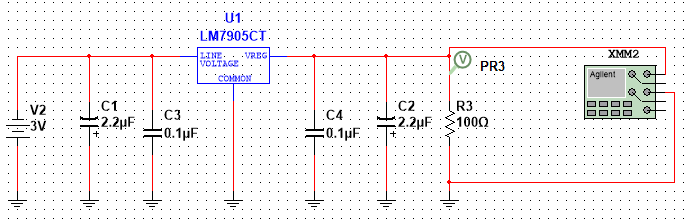 U1
LM7905CT
LINE VREG
VOLTAGE
COMMON
V2
3V
C1
2.2µF
+
C3
0.1µF
C4
0.1µF
C2
2.2µF
+
R3
100Ω
V
PR3
XMM2
Agilent